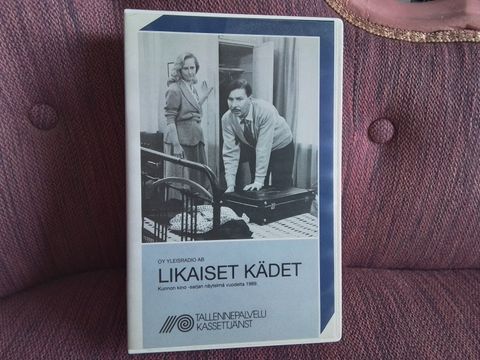 OY YLEISRADIO AB
LIKAISET KÄDET
Kunnon kino -sarjan näytelmä vuodelta 1989.
TALLENNEPALVELU
KASSETTJÄNST